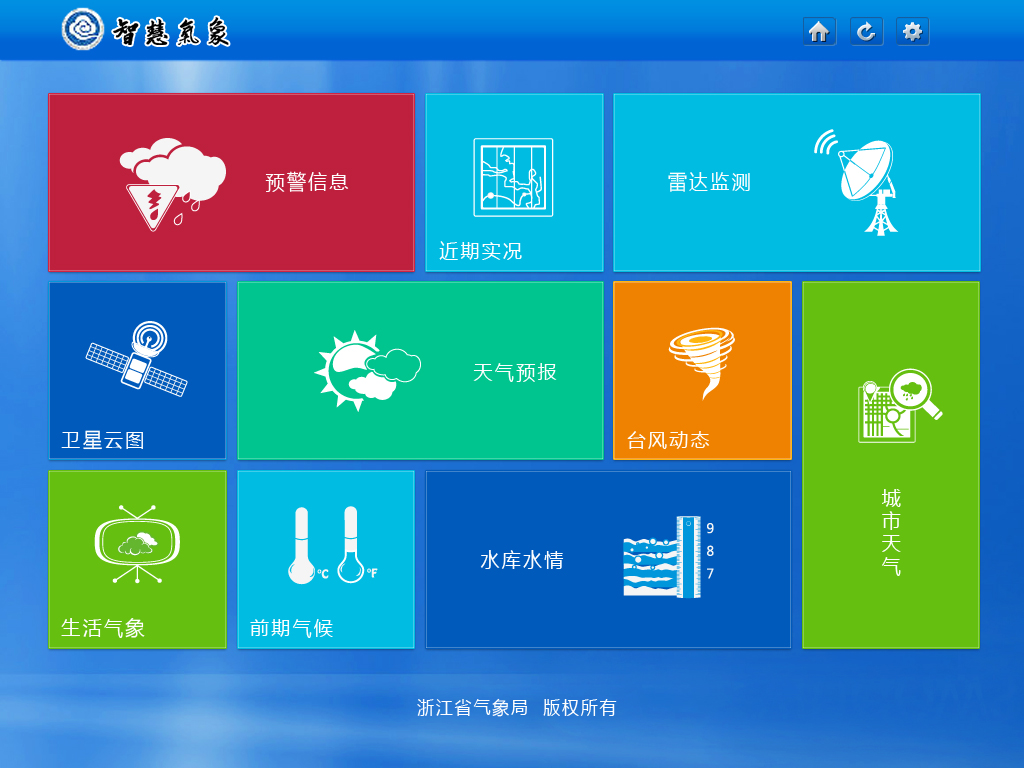 智慧氣象
预警信息
近期实况
雷达监测
卫星云图
天气预报
台风动态
城市天气
生活气象
°C
°F
前期气候
水库水情
9
8
7
浙江省气象局 版权所有